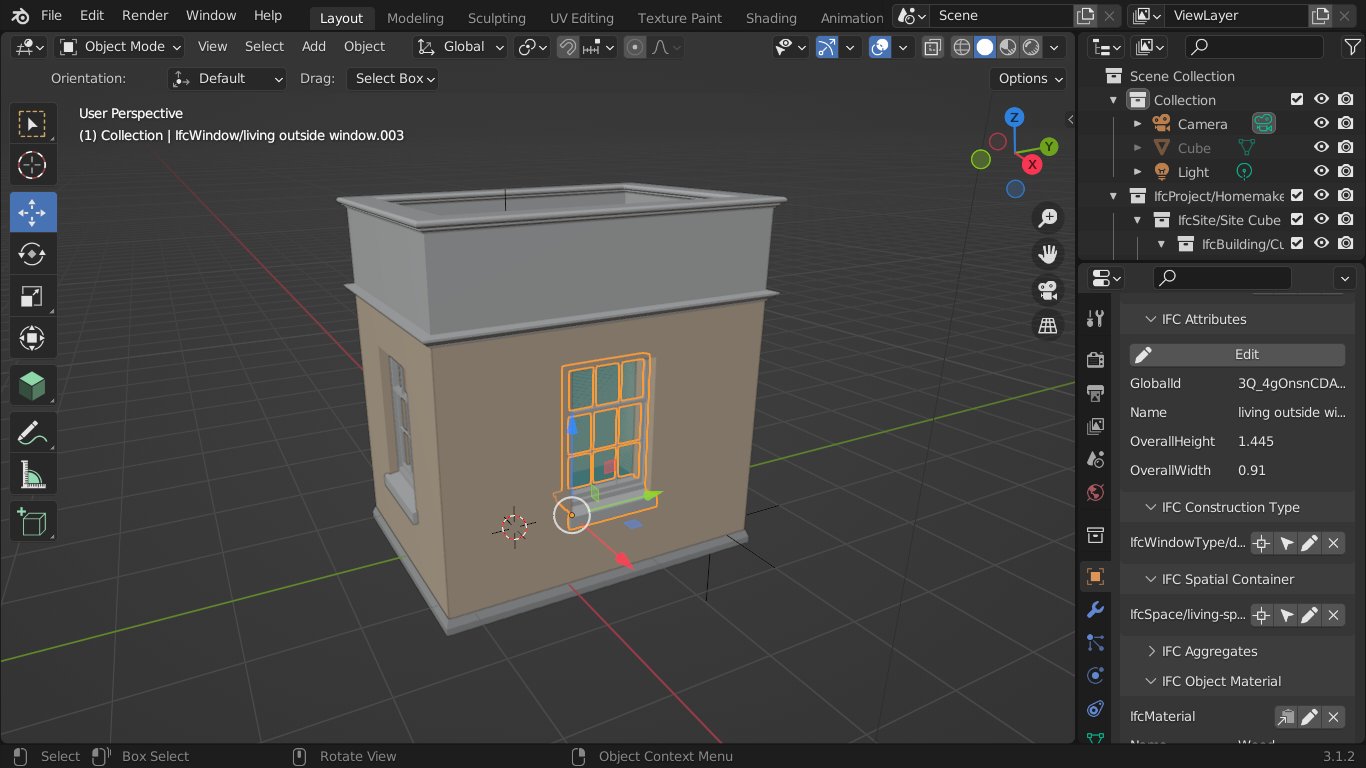 File Edit Render Window Help Layout Modeling Sculpting UV Editing Texture Paint Shading Animation Scene ViewLayer
Object Mode View Select Add Object Global
Orientation: Default Drag: Select Box Options
User Perspective
(1) Collection | IfcWindow/living outside window.003
Z
Y
X
Scene Collection
Collection
Camera
Cube
Light
IfcProject/Homemake
IfcSite/Site Cube
IfcBuilding/Cu
IFC Attributes
Edit
GlobalId 3Q_4gOnsnCDA...
Name living outside wi...
OverallHeight 1.445
OverallWidth 0.91
IFC Construction Type
IfcWindowType/d...
IFC Spatial Container
IfcSpace/living-sp...
IFC Aggregates
IFC Object Material
IfcMaterial
Name Wood
Select Box Select Rotate View Object Context Menu 3.1.2